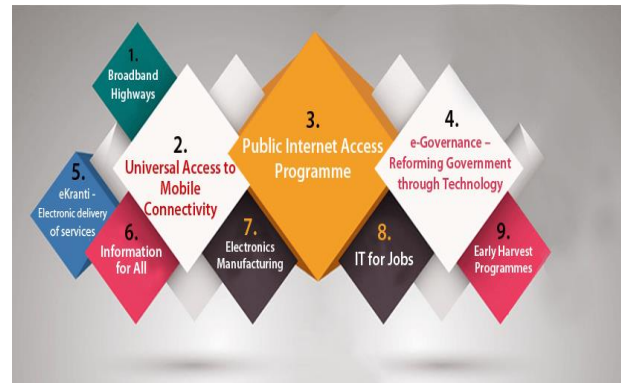 1.
Broadband
Highways
2.
Universal Access to
Mobile
Connectivity
3.
Public Internet Access
Programme
4.
e-Governance –
Reforming Government
through Technology
5.
eKranti -
Electronic delivery
of services
6.
Information
for All
7.
Electronics
Manufacturing
8.
IT for Jobs
9.
Early Harvest
Programmes